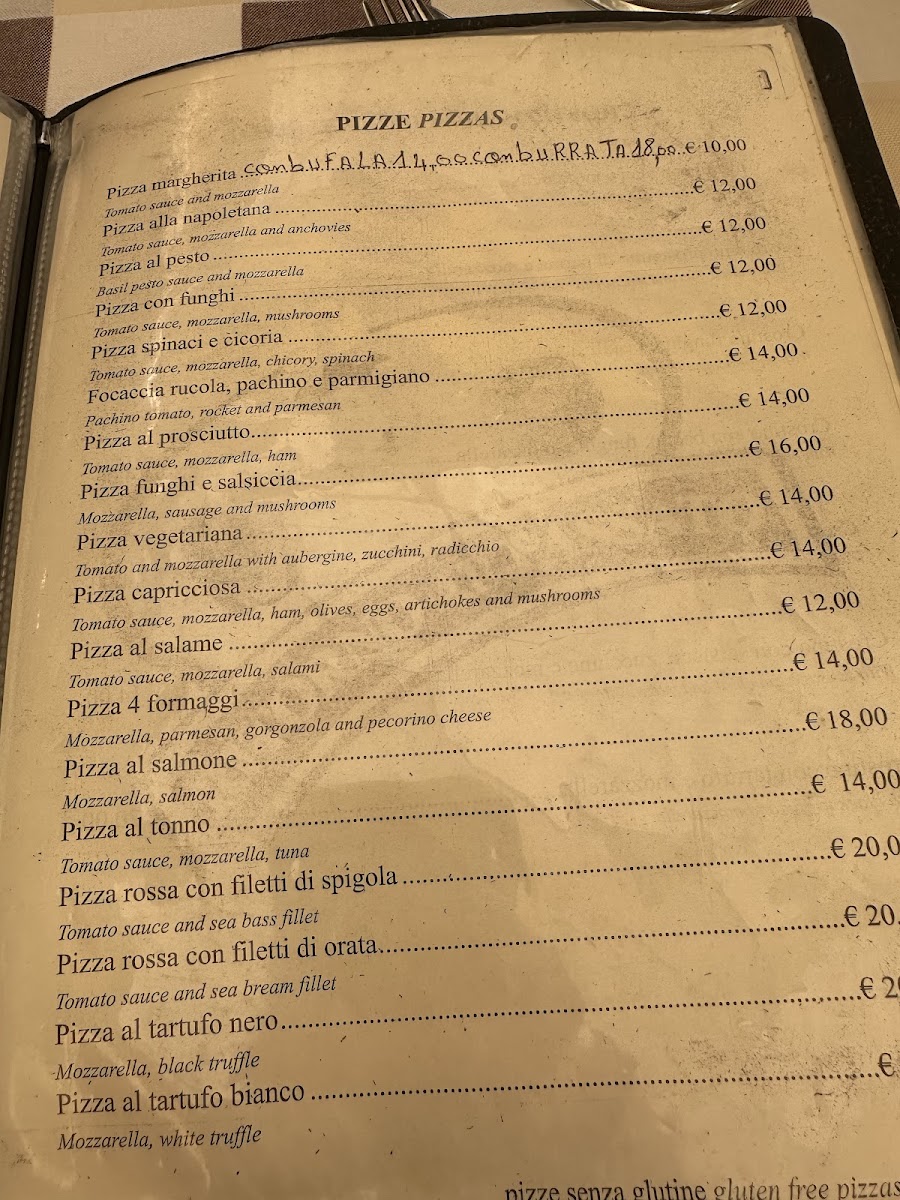 PIZZE PIZZAS
Pizza margherita con bUFALA 14,00 con bURRATA 18,00 € 10,00
Tomato sauce and mozzarella
Pizza alla napoletana ........ € 12,00
Tomato sauce, mozzarella and anchovies
Pizza al pesto ........ € 12,00
Basil pesto sauce and mozzarella
Pizza con funghi ........ € 12,00
Tomato sauce, mozzarella, mushrooms
Pizza spinaci e cicoria ........ € 12,00
Tomato sauce, mozzarella, chicory, spinach
Focaccia rucola, pachino e parmigiano ........ € 14,00
Pachino tomato, rocket and parmesan
Pizza al prosciutto ........ € 14,00
Tomato sauce, mozzarella, ham
Pizza funghi e salsiccia ........ € 16,00
Mozzarella, sausage and mushrooms
Pizza vegetariana ........ € 14,00
Tomato and mozzarella with aubergine, zucchini, radicchio
Pizza capricciosa ........ € 14,00
Tomato sauce, mozzarella, ham, olives, eggs, artichokes and mushrooms
Pizza al salame ........ € 12,00
Tomato sauce, mozzarella, salami
Pizza 4 formaggi ........ € 14,00
Mozzarella, parmesan, gorgonzola and pecorino cheese
Pizza al salmone ........ € 18,00
Mozzarella, salmon
Pizza al tonno ........ € 14,00
Tomato sauce, mozzarella, tuna
Pizza rossa con filetti di spigola ........ € 20,0
Tomato sauce and sea bass fillet
Pizza rossa con filetti di orata ........ € 20
Tomato sauce and sea bream fillet
Pizza al tartufo nero ........ € 2
Mozzarella, black truffle
Pizza al tartufo bianco ........ €
Mozzarella, white truffle
pizze senza glutine gluten free pizzas